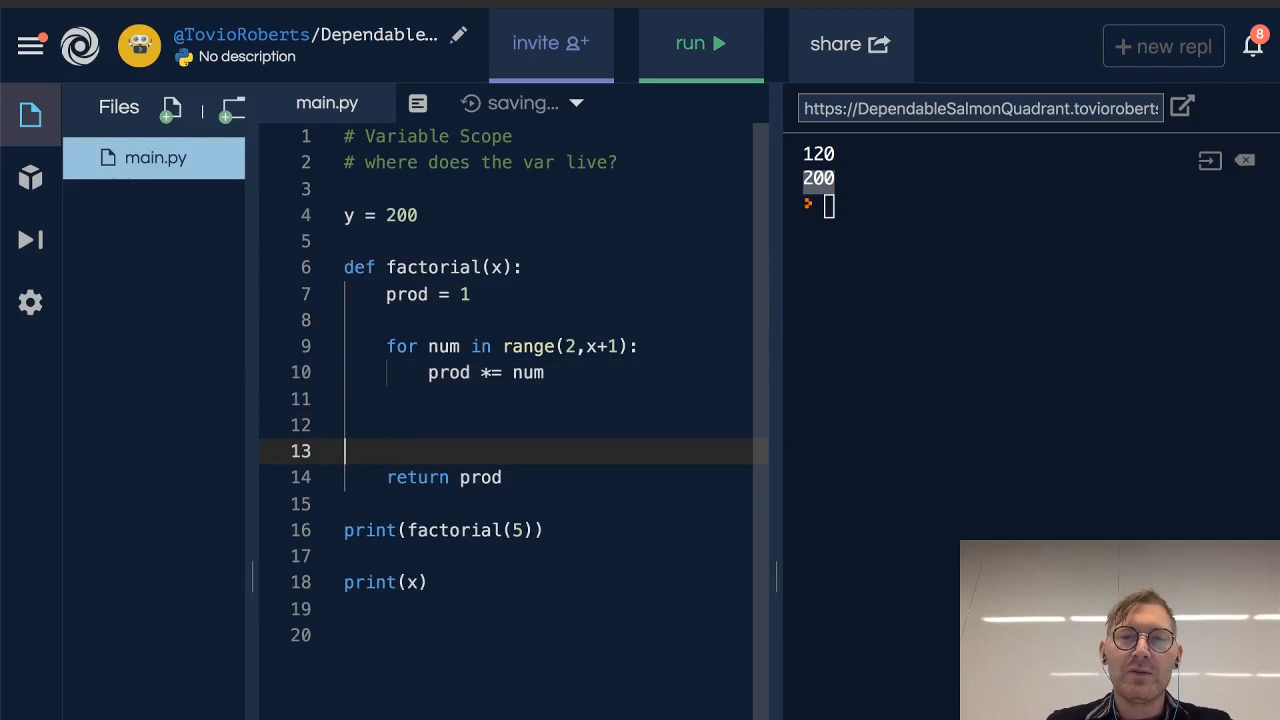 @TovioRoberts/Dependable...
No description
invite
run
share
+ new repl
8
Files
main.py
saving...
https://DependableSalmonQuadrant.tovioroberts
main.py
1 # Variable Scope
2 # where does the var live?
3
4 y = 200
5
6 def factorial(x):
7 prod = 1
8
9 for num in range(2,x+1):
10 prod *= num
11
12
13
14 return prod
15
16 print(factorial(5))
17
18 print(x)
19
20
120
200